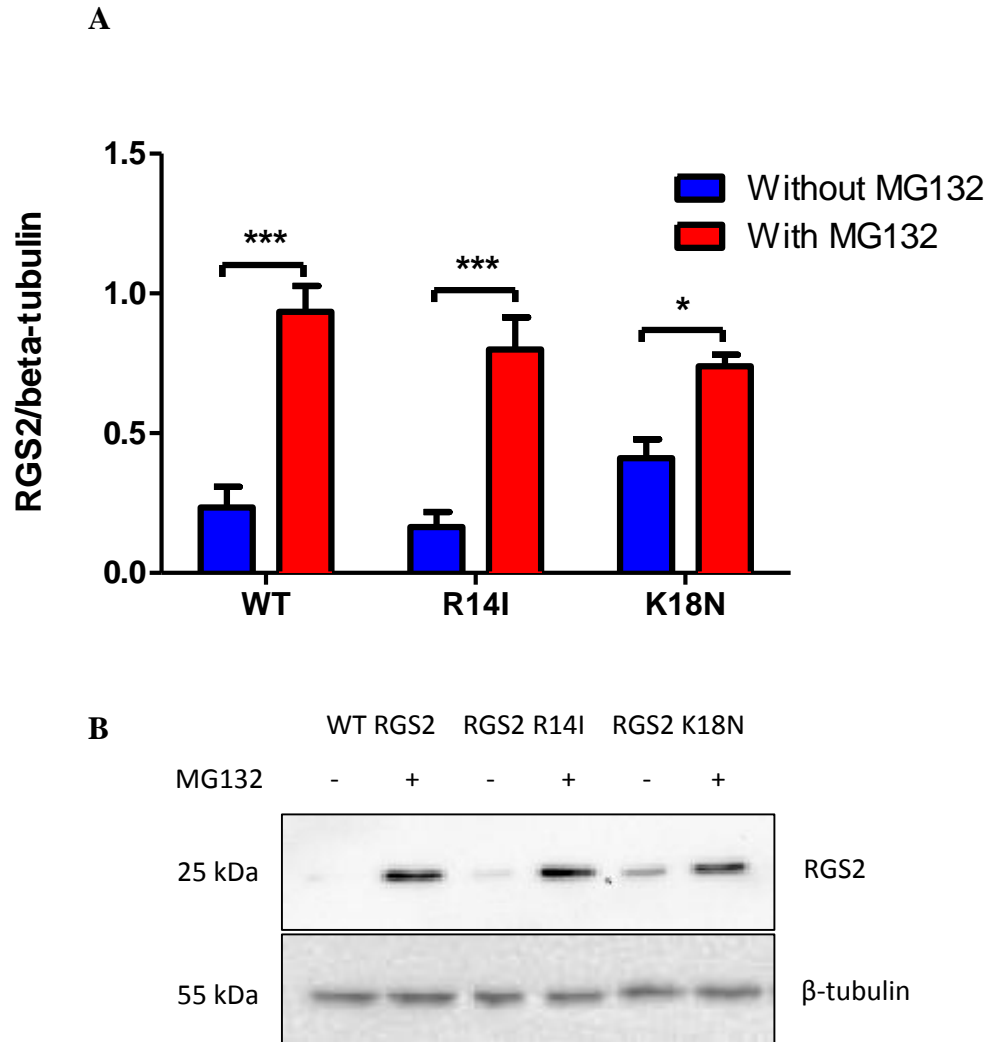 A
RGS2/beta-tubulin
1.5
1.0
0.5
0.0
Without MG132
With MG132
***
***
*
WT
R14I
K18N
B
WT RGS2 RGS2 R14I RGS2 K18N
MG132 - + - + - +
25 kDa
RGS2
55 kDa
β-tubulin